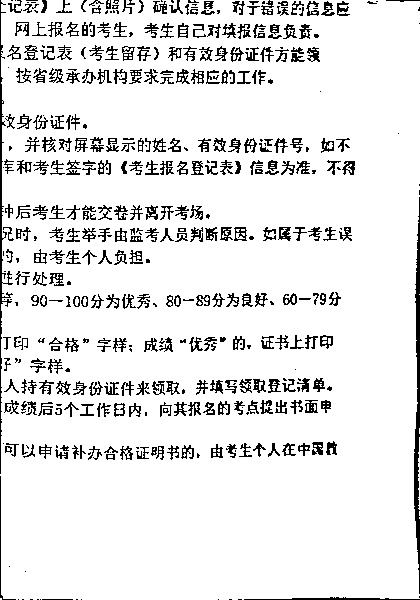 记表》上（含照片）确认信息，对于错误的信息应
网上报名的考生，考生自己对填报信息负责。
名登记表（考生留存）和有效身份证件方能领
按省级承办机构要求完成相应的工作。
效身份证件。
，并核对屏幕显示的姓名、有效身份证件号，如不
车和考生签字的《考生报名登记表》信息为准，不得
钟后考生才能交卷并离开考场。
况时，考生举手由监考人员判断原因。如属于考生误
的，由考生个人负担。
进行处理。
等，90－100分为优秀、80－89分为良好、60－79分
打印“合格”字样；成绩“优秀”的，证书上打印
好”字样。
人持有效身份证件来领取，并填写领取登记清单。
成绩后5个工作日内，向其报名的考点提出书面申
可以申请补办合格证明书的，由考生个人在中国教